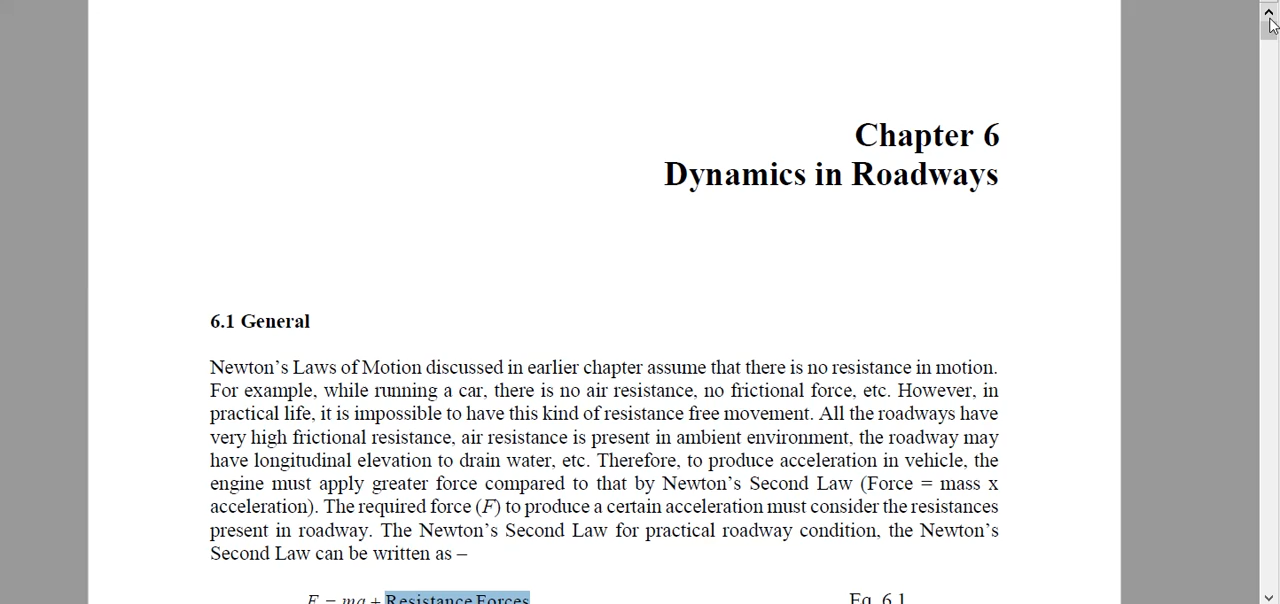 Chapter 6
Dynamics in Roadways
6.1 General
Newton's Laws of Motion discussed in earlier chapter assume that there is no resistance in motion.
For example, while running a car, there is no air resistance, no frictional force, etc. However, in
practical life, it is impossible to have this kind of resistance free movement. All the roadways have
very high frictional resistance, air resistance is present in ambient environment, the roadway may
have longitudinal elevation to drain water, etc. Therefore, to produce acceleration in vehicle, the
engine must apply greater force compared to that by Newton's Second Law (Force = mass x
acceleration). The required force (F) to produce a certain acceleration must consider the resistances
present in roadway. The Newton's Second Law for practical roadway condition, the Newton's
Second Law can be written as –
F = ma + Resistance Forces Eq. 6.1